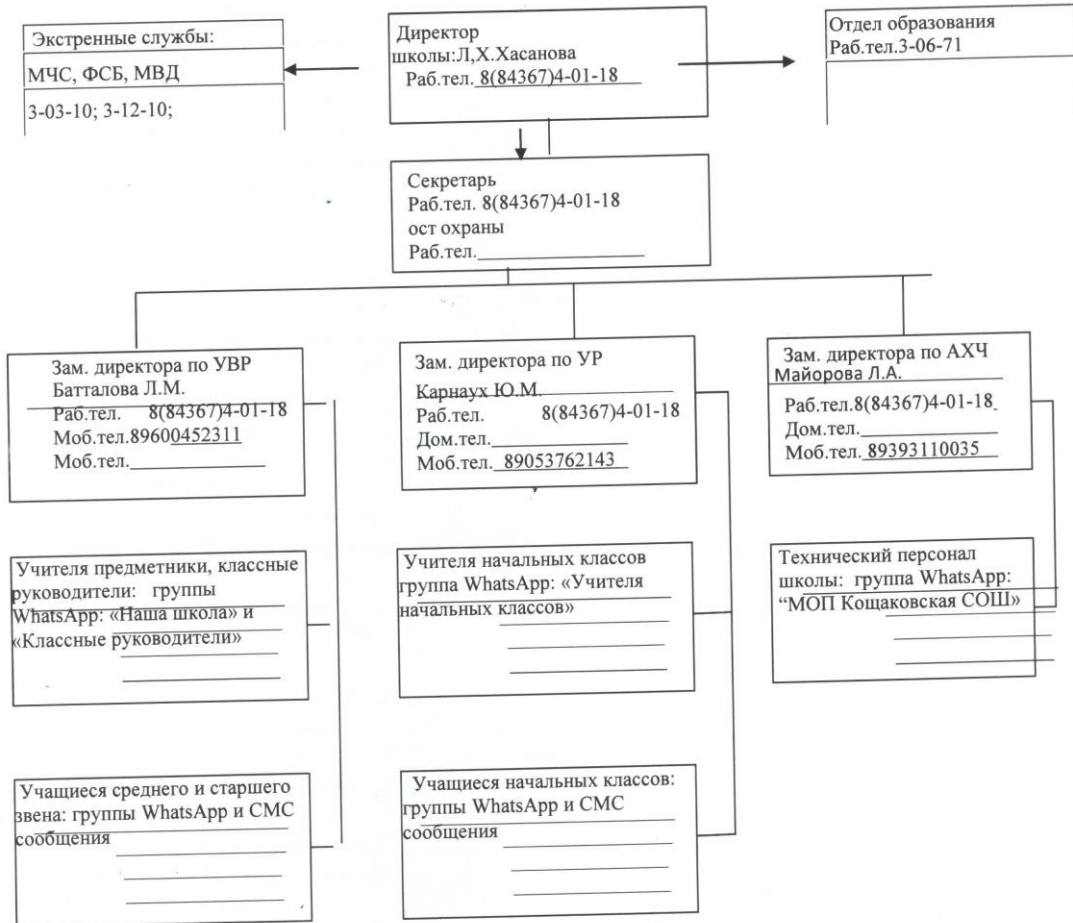 Экстренные службы:
МЧС, ФСБ, МВД
3-03-10; 3-12-10;
Директор
школы:Л,Х.Хасанова
Раб.тел. 8(84367)4-01-18
Отдел образования
Раб.тел.3-06-71
Секретарь
Раб.тел. 8(84367)4-01-18
ост охраны
Раб.тел.
Зам. директора по УВР
Батталова Л.М.
Раб.тел. 8(84367)4-01-18
Моб.тел.89600452311
Моб.тел.
Зам. директора по УР
Карнаух Ю.М.
Раб.тел. 8(84367)4-01-18
Дом.тел.
Моб.тел. 89053762143
Зам. директора по АХЧ
Майорова Л.А.
Раб.тел.8(84367)4-01-18
Дом.тел.
Моб.тел. 89393110035
Учителя предметники, классные
руководители: группы
WhatsApp: «Наша школа» и
«Классные руководители»
Учителя начальных классов
группа WhatsApp: «Учителя
начальных классов»
Технический персонал
школы: группа WhatsApp:
“МОП Кощаковская СОШ”
Учащиеся среднего и старшего
звена: группы WhatsApp и СМС
сообщения
Учащиеся начальных классов:
группы WhatsApp и СМС
сообщения